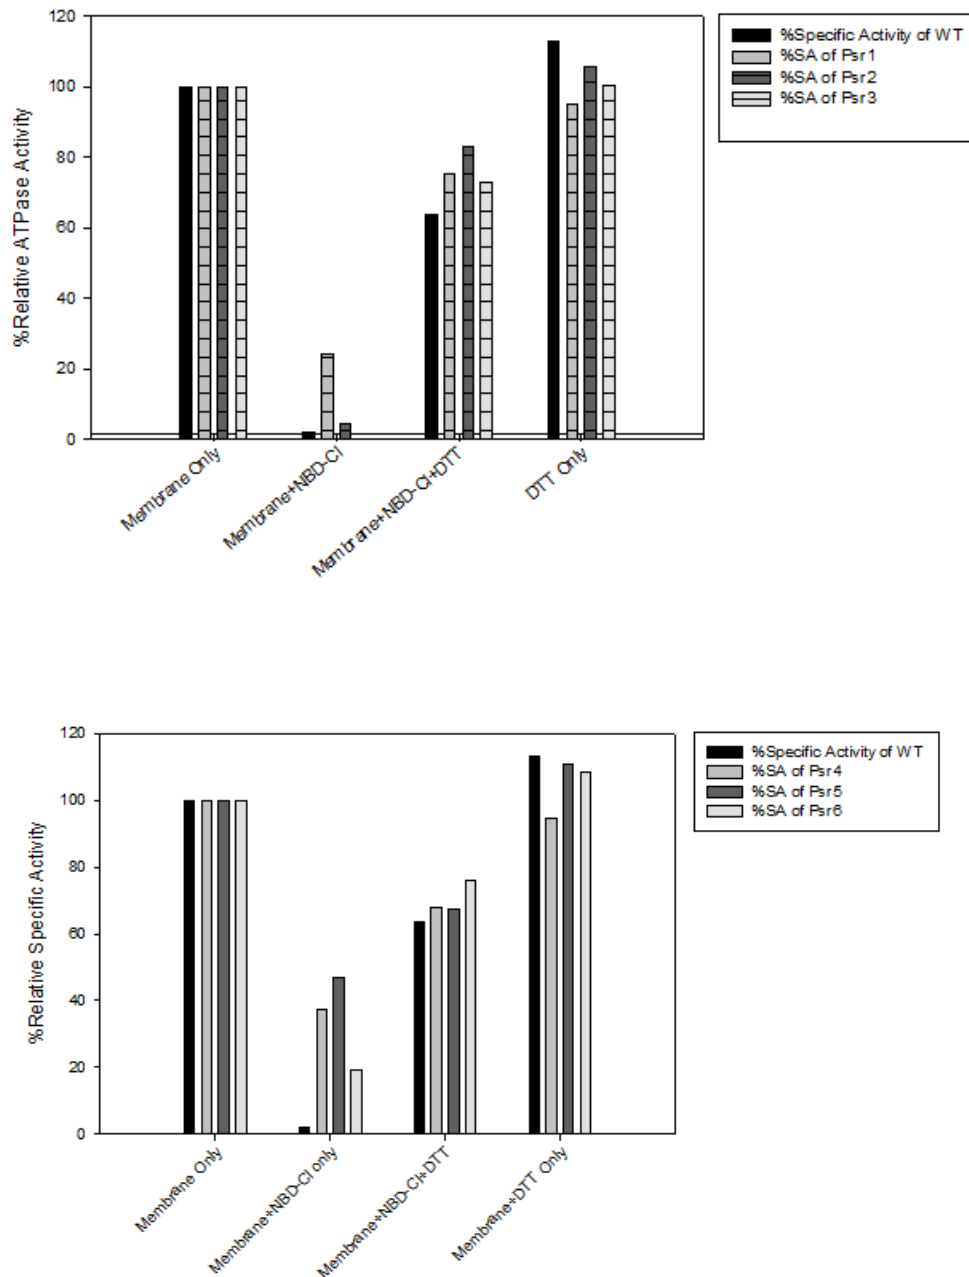 120
100
80
60
40
20
0
%Relative ATPase Activity
Membrane Only
Membrane+NBD-Cl
Membrane+NBD-Cl+DTT
DTT Only
%Specific Activity of WT
%SA of Psr1
%SA of Psr2
%SA of Psr3
120
100
80
60
40
20
0
%Relative Specific Activity
Membrane Only
Membrane+NBD-Cl only
Membrane+NBD-Cl+DTT
Membrane+DTT Only
%Specific Activity of WT
%SA of Psr4
%SA of Psr5
%SA of Psr6